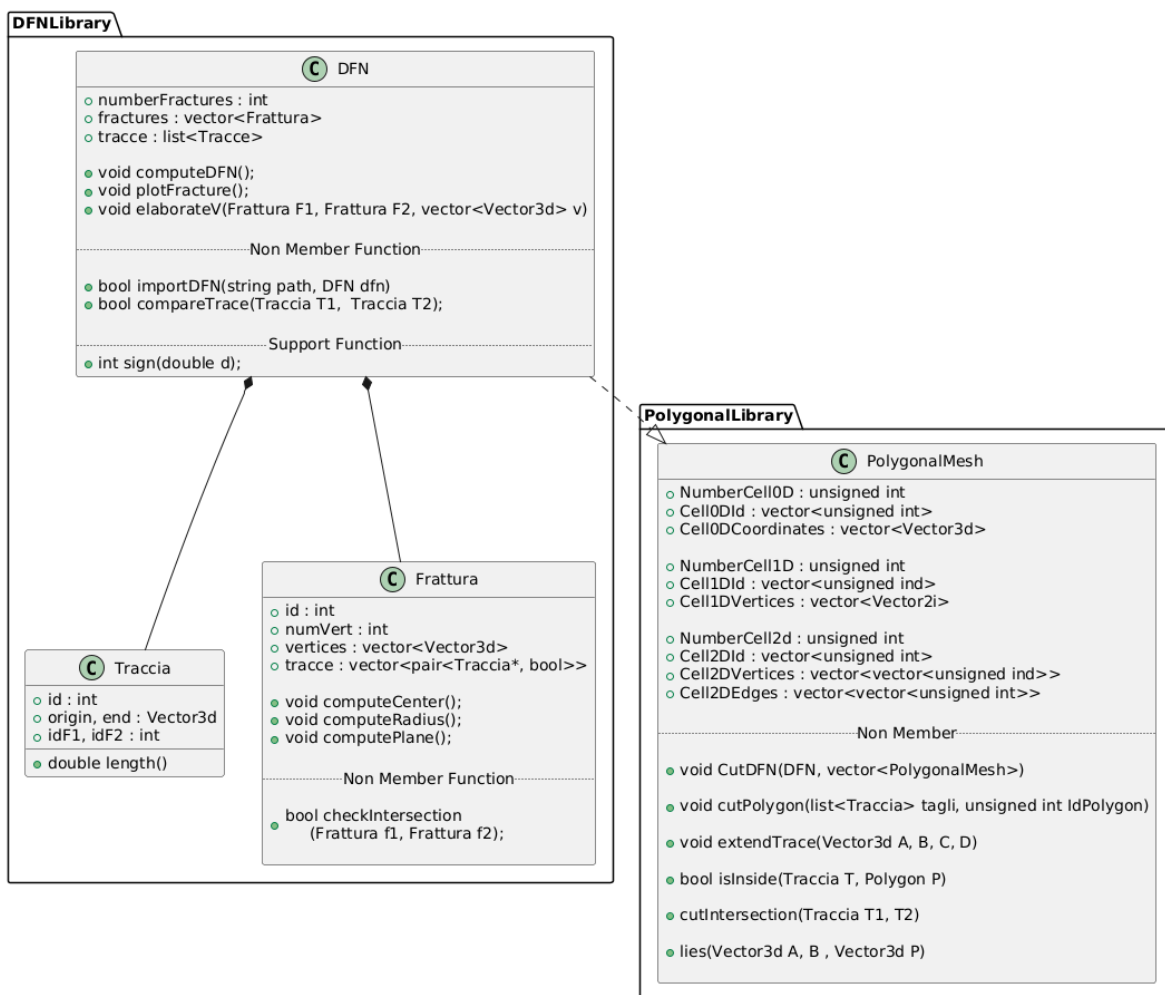 DFNLibrary
C DFN
numberFractures : int
fractures : vector<Frattura>
tracce : list<Tracce>
void computeDFN();
void plotFracture();
void elaborateV(Frattura F1, Frattura F2, vector<Vector3d> v)
Non Member Function
bool importDFN(string path, DFN dfn)
bool compareTrace(Traccia T1,  Traccia T2);
Support Function
int sign(double d);
C Traccia
id : int
origin, end : Vector3d
idF1, idF2 : int
double length()
C Frattura
id : int
numVert : int
vertices : vector<Vector3d>
tracce : vector<pair<Traccia*, bool>>
void computeCenter();
void computeRadius();
void computePlane();
Non Member Function
bool checkIntersection
(Frattura f1, Frattura f2);
PolygonalLibrary
C PolygonalMesh
NumberCell0D : unsigned int
Cell0DId : vector<unsigned int>
Cell0DCoordinates : vector<Vector3d>
NumberCell1D : unsigned int
Cell1DId : vector<unsigned ind>
Cell1DVertices : vector<Vector2i>
NumberCell2d : unsigned int
Cell2DId : vector<unsigned int>
Cell2DVertices : vector<vector<unsigned ind>>
Cell2DEdges : vector<vector<unsigned int>>
Non Member
void CutDFN(DFN, vector<PolygonalMesh>)
void cutPolygon(list<Traccia> tagli, unsigned int IdPolygon)
void extendTrace(Vector3d A, B, C, D)
bool isInside(Traccia T, Polygon P)
cutIntersection(Traccia T1, T2)
lies(Vector3d A, B , Vector3d P)